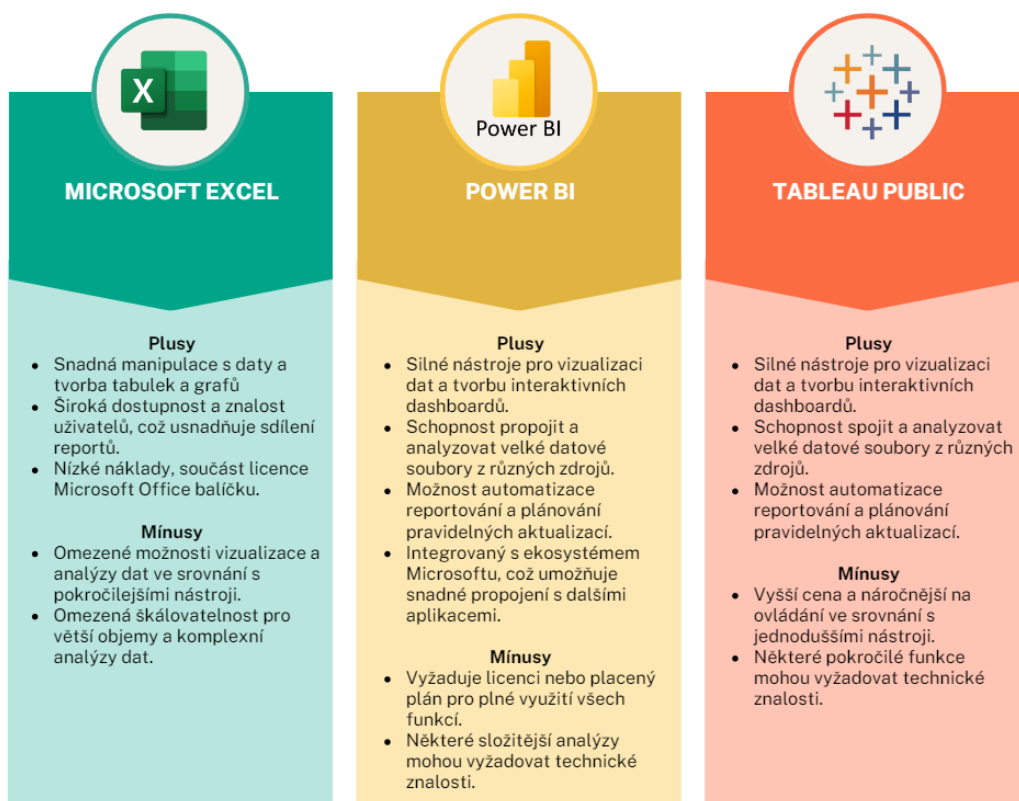 X
Power BI
MICROSOFT EXCEL
POWER BI
TABLEAU PUBLIC
Plusy
• Snadná manipulace s daty a
tvorba tabulek a grafů
• Široká dostupnost a znalost
uživatelů, což usnadňuje sdílení
reportů.
• Nízké náklady, součást licence
Microsoft Office balíčku.
Mínusy
• Omezené možnosti vizualizace a
analýzy dat ve srovnání s
pokročilejšími nástroji.
• Omezená škálovatelnost pro
větší objemy a komplexní
analýzy dat.
Plusy
• Silné nástroje pro vizualizaci
dat a tvorbu interaktivních
dashboardů.
• Schopnost propojit a
analyzovat velké datové
soubory z různých zdrojů.
• Možnost automatizace
reportování a plánování
pravidelných aktualizací.
• Integrovaný s ekosystémem
Microsoftu, což umožňuje
snadné propojení s dalšími
aplikacemi.
Mínusy
• Vyžaduje licenci nebo placený
plán pro plné využití všech
funkcí.
• Některé složitější analýzy
mohou vyžadovat technické
znalosti.
Plusy
• Silné nástroje pro vizualizaci
dat a tvorbu interaktivních
dashboardů.
• Schopnost spojit a analyzovat
velké datové soubory z různých
zdrojů.
• Možnost automatizace
reportování a plánování
pravidelných aktualizací.
Mínusy
• Vyšší cena a náročnější na
ovládání ve srovnání s
jednoduššími nástroji.
• Některé pokročilé funkce
mohou vyžadovat technické
znalosti.